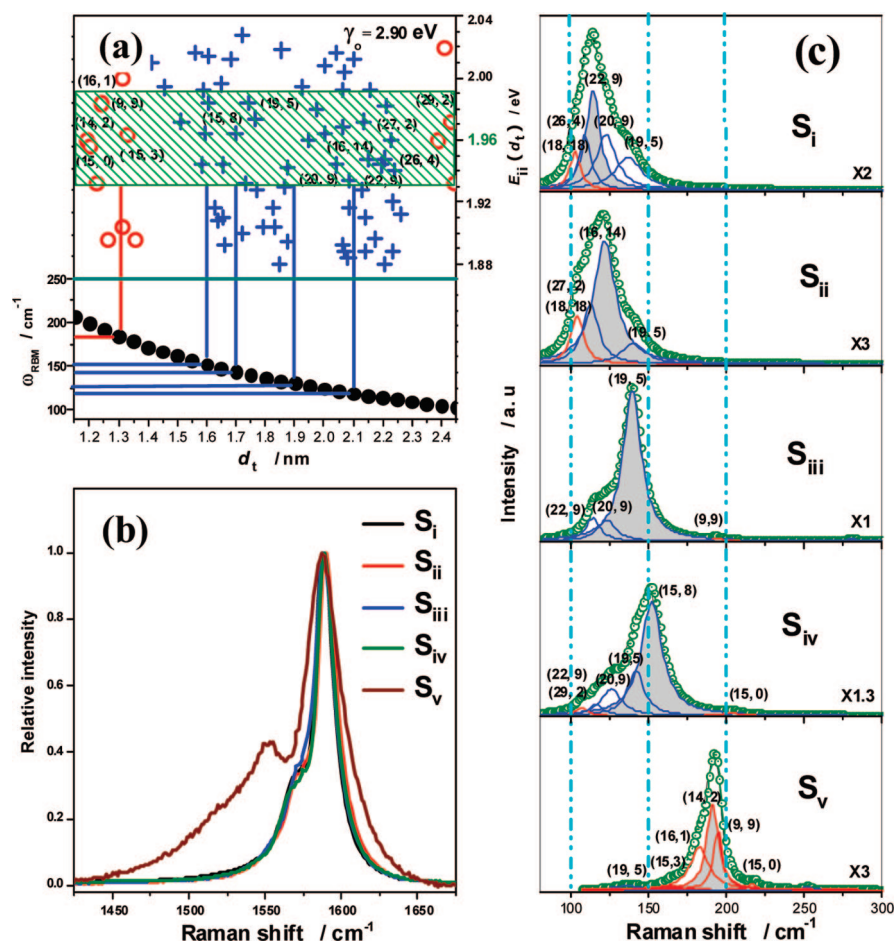 (a)
γo = 2.90 eV
(16, 1)
(9, 9)
(14, 2)
(15, 0)
(15, 3)
(15, 8)
(19, 5)
(16, 14)
(20, 9)
(22, 9)
(29, 2)
(27, 2)
(26, 4)
2.04
2.00
1.96
1.92
1.88
Eii (dt) / eV
250
200
150
100
ωRBM / cm-1
1.2 1.3 1.4 1.5 1.6 1.7 1.8 1.9 2.0 2.1 2.2 2.3 2.4
dt / nm
(b)
Si
Sii
Siii
Siv
Sv
1.0
0.8
0.6
0.4
0.2
0.0
Relative intensity
1450 1500 1550 1600 1650
Raman shift / cm-1
(c)
(22, 9)
(26, 4)
(20, 9)
(18, 18)
(19, 5)
Si
X2
(16, 14)
(27, 2)
(18, 18)
(19, 5)
Sii
X3
(19, 5)
(22, 9)
(20, 9)
(9,9)
Siii
X1
(15, 8)
(19,5)
(22, 9)
(20,9)
(29, 2)
(15, 0)
Siv
X1.3
(14, 2)
(9, 9)
(16, 1)
(15,3)
(15, 0)
(19, 5)
Sv
X3
Intensity / a. u
100 150 200 250 300
Raman shift / cm-1